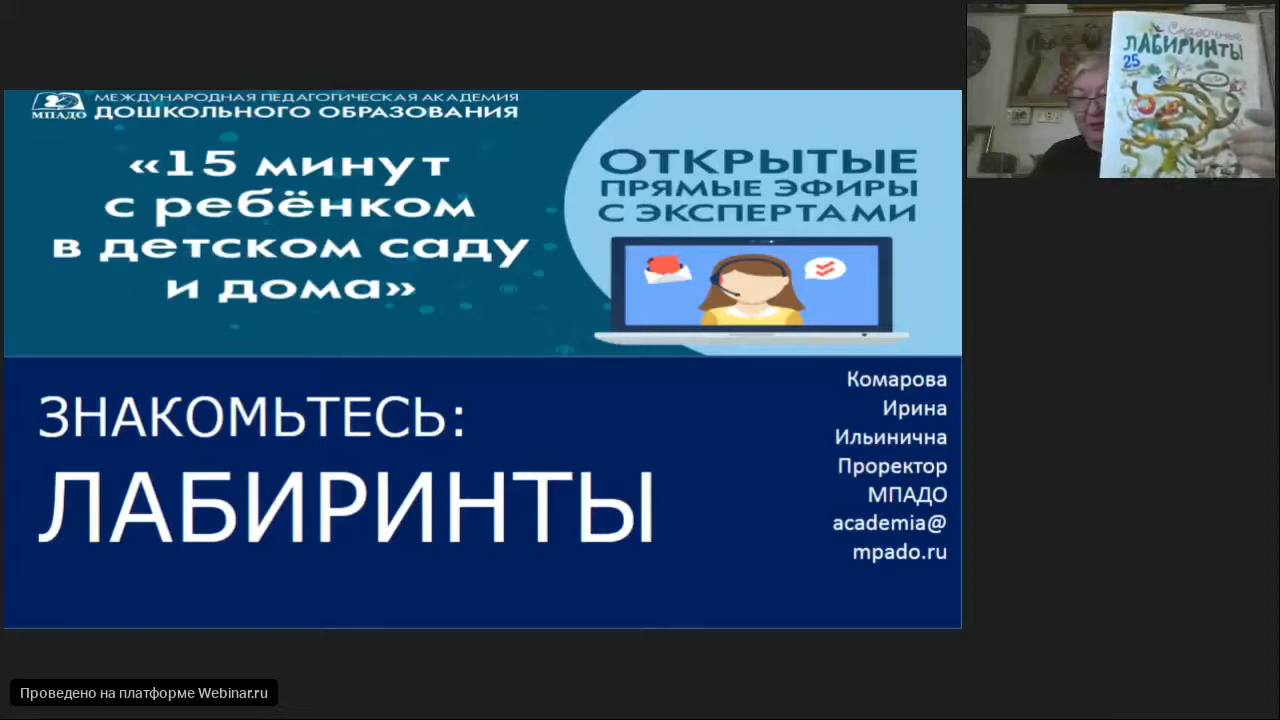 МЕЖДУНАРОДНАЯ ПЕДАГОГИЧЕСКАЯ АКАДЕМИЯ
МПАДО ДОШКОЛЬНОГО ОБРАЗОВАНИЯ
«15 минут
с ребёнком
в детском саду
и дома»
ОТКРЫТЫЕ
ПРЯМЫЕ ЭФИРЫ
С ЭКСПЕРТАМИ
ЗНАКОМЬТЕСЬ:
ЛАБИРИНТЫ
Комарова
Ирина
Ильинична
Проректор
МПАДО
academia@
mpado.ru
Сказочные
ЛАБИРИНТЫ
25
Проведено на платформе Webinar.ru